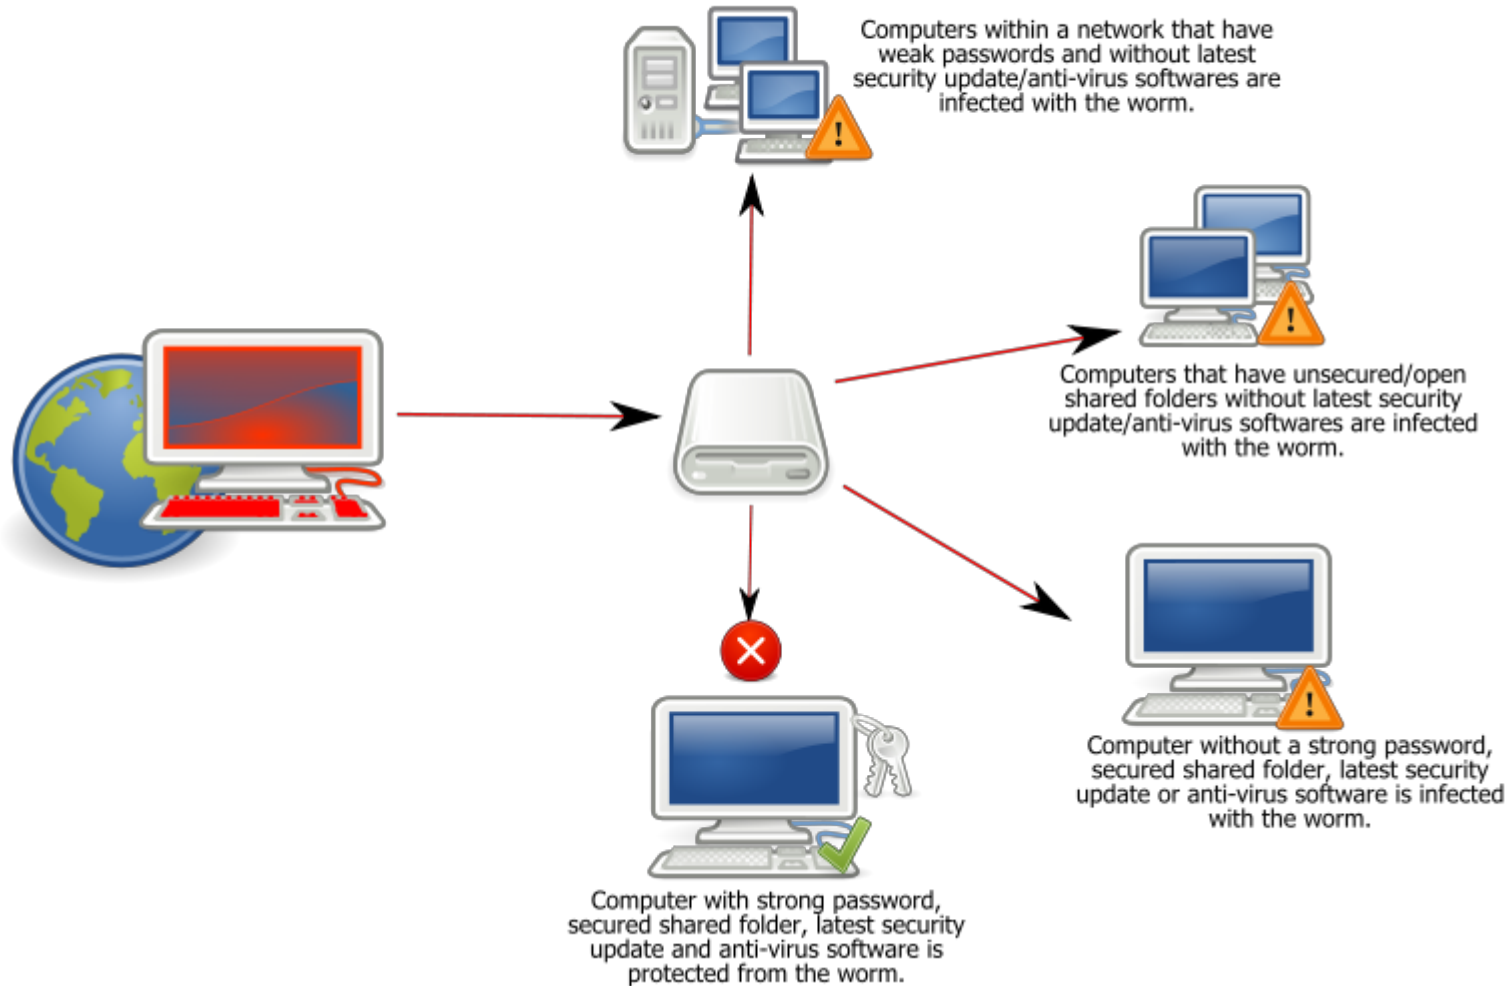 Computers within a network that have
weak passwords and without latest
security update/anti-virus softwares are
infected with the worm.
Computers that have unsecured/open
shared folders without latest security
update/anti-virus softwares are infected
with the worm.
Computer without a strong password,
secured shared folder, latest security
update or anti-virus software is infected
with the worm.
Computer with strong password,
secured shared folder, latest security
update and anti-virus software is
protected from the worm.